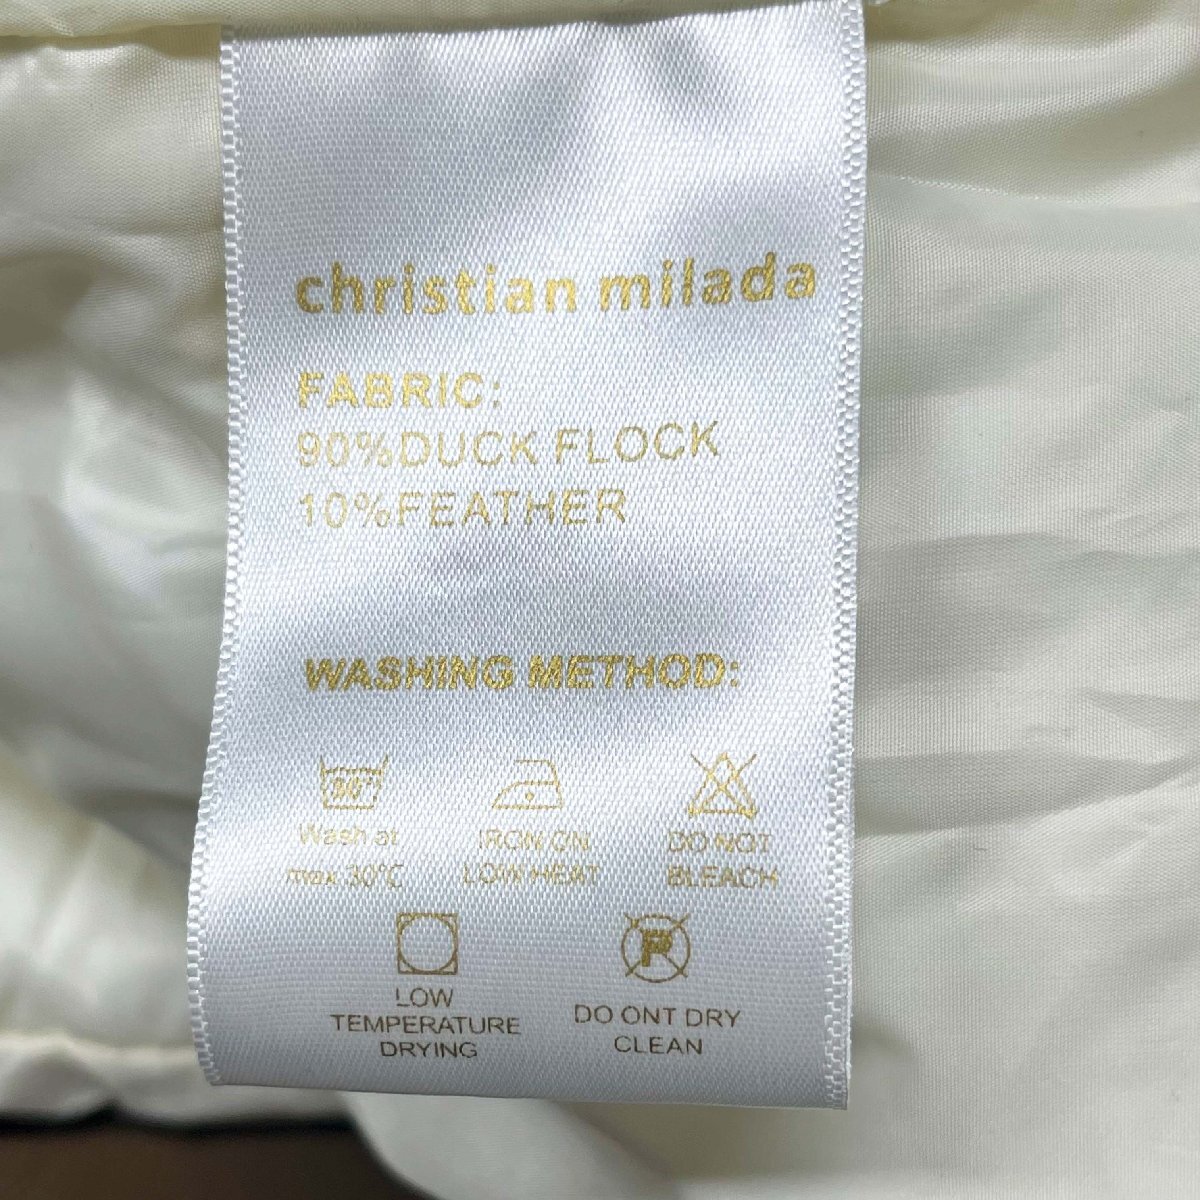 christian milada
FABRIC:
90%DUCK FLOCK
10%FEATHER
WASHING METHOD:
30°
Wash at
max 30°C
IRON ON
LOW HEAT
DO NOT
BLEACH
LOW
TEMPERATURE
DRYING
P
DO ONT DRY
CLEAN